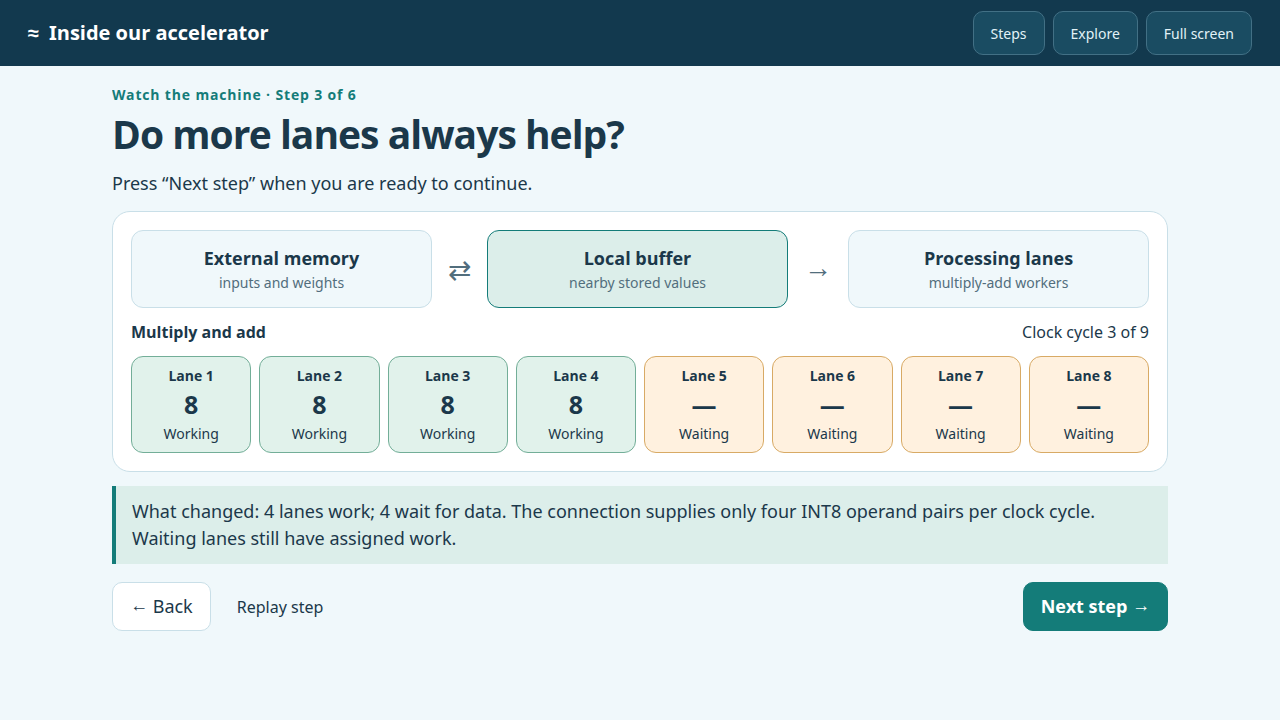 ≈ Inside our accelerator
Steps
Explore
Full screen
Watch the machine · Step 3 of 6
Do more lanes always help?
Press “Next step” when you are ready to continue.
External memory
inputs and weights
⇄
Local buffer
nearby stored values
→
Processing lanes
multiply-add workers
Multiply and add
Clock cycle 3 of 9
Lane 1
8
Working
Lane 2
8
Working
Lane 3
8
Working
Lane 4
8
Working
Lane 5
—
Waiting
Lane 6
—
Waiting
Lane 7
—
Waiting
Lane 8
—
Waiting
What changed: 4 lanes work; 4 wait for data. The connection supplies only four INT8 operand pairs per clock cycle.
Waiting lanes still have assigned work.
← Back
Replay step
Next step →